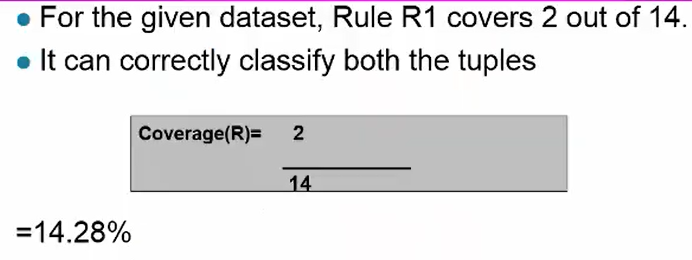 • For the given dataset, Rule R1 covers 2 out of 14.
• It can correctly classify both the tuples
Coverage(R)= 2
14
=14.28%